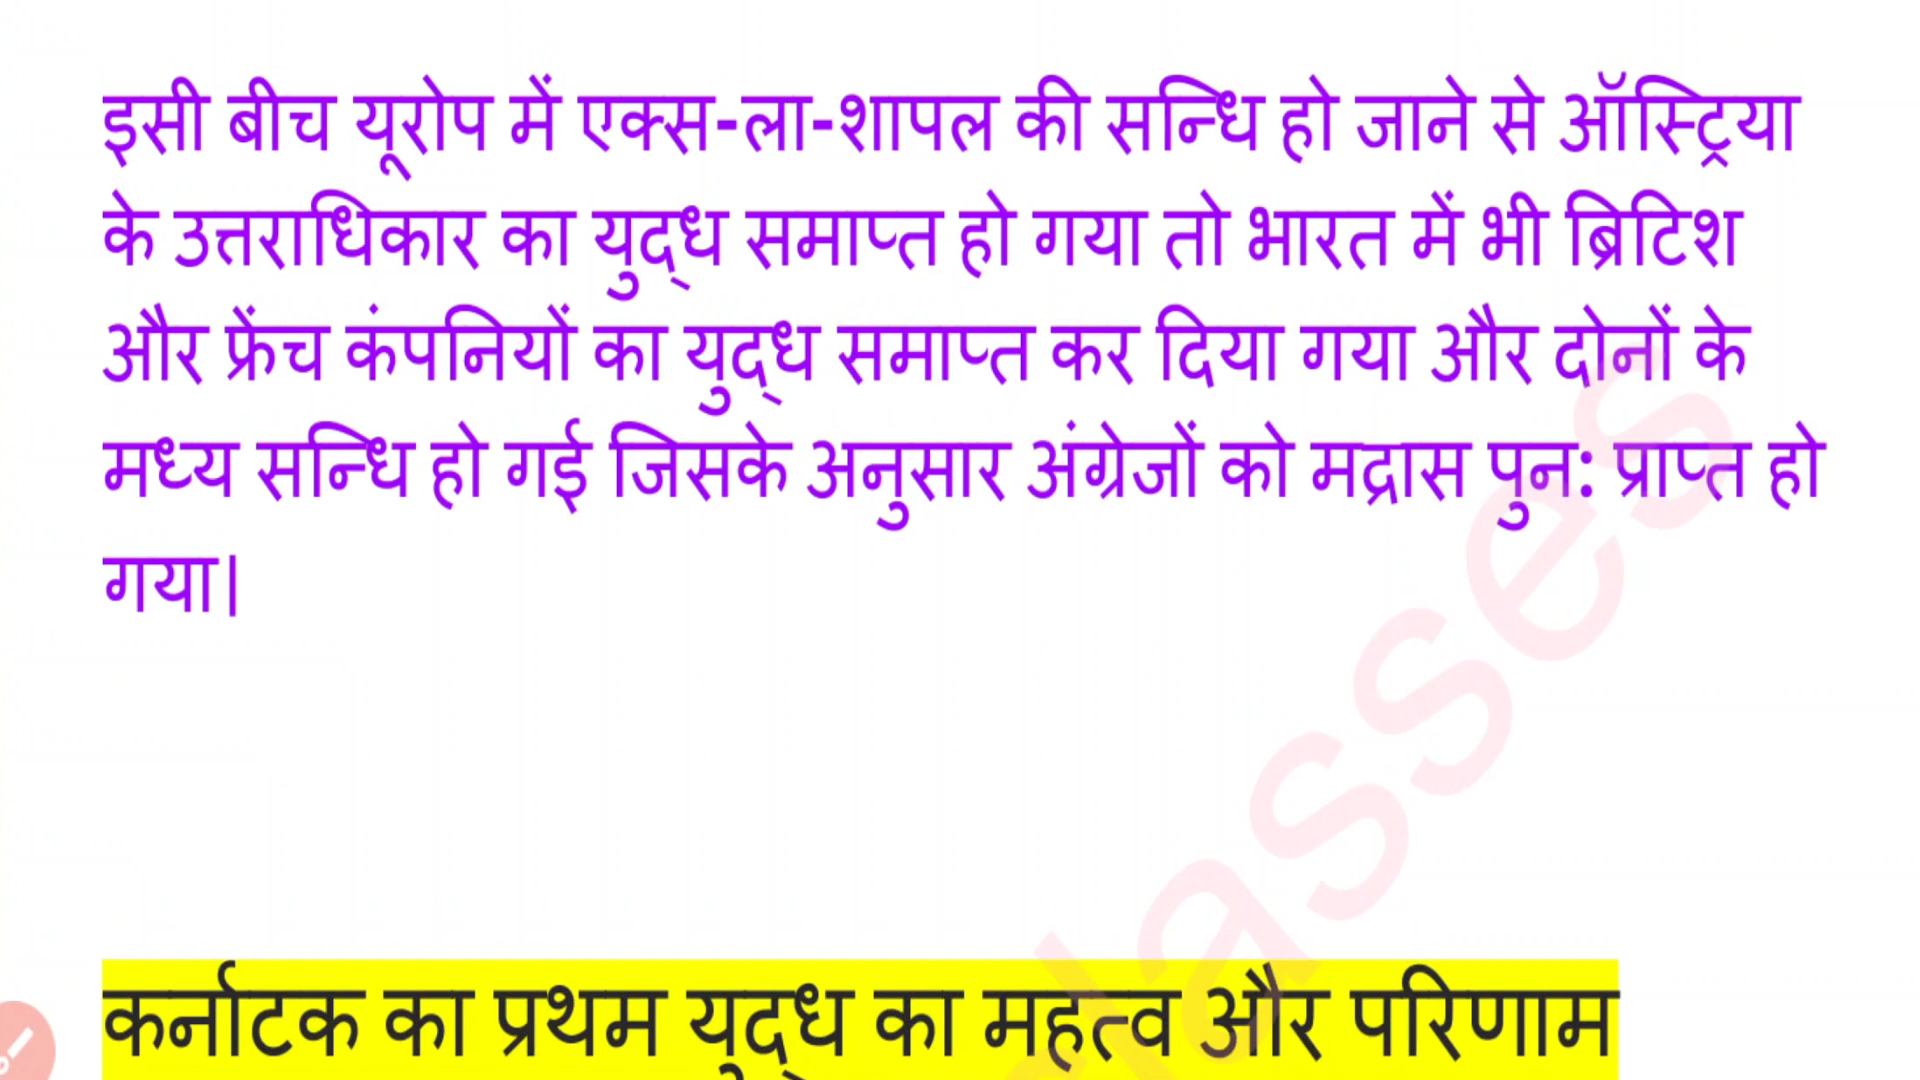 इसी बीच यूरोप में एक्स-ला-शापल की सन्धि हो जाने से ऑस्ट्रिया
के उत्तराधिकार का युद्ध समाप्त हो गया तो भारत में भी ब्रिटिश
और फ्रेंच कंपनियों का युद्ध समाप्त कर दिया गया और दोनों के
मध्य सन्धि हो गई जिसके अनुसार अंग्रेजों को मद्रास पुन: प्राप्त हो
गया।
कर्नाटक का प्रथम युद्ध का महत्व और परिणाम
lasses